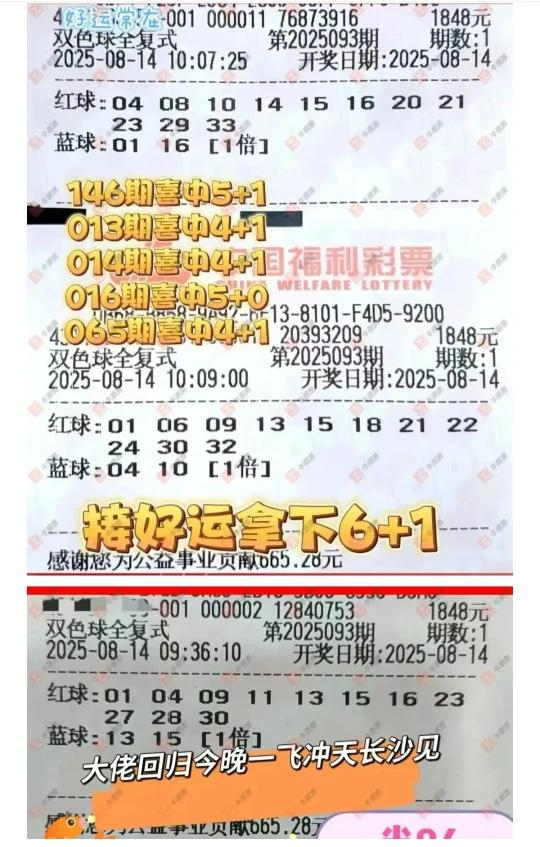 好运常在
-001 000011 76873916 1848元
双色球全复式 第2025093期 期数:1
2025-08-14 10:07:25 开奖日期:2025-08-14
红球: 04 08 10 14 15 16 20 21
23 29 33
蓝球: 01 16 [1倍]
146期喜中5+1
013期喜中4+1
014期喜中4+1
国福利彩票
WELFARE LOTTERY
016期喜中5+0
13-8101-F4D5-9200
065期喜中4+1
20393209 1848元
双色球全复式 第2025093期 期数:1
2025-08-14 10:09:00 开奖日期:2025-08-14
红球: 01 06 09 13 15 18 21 22
24 30 32
蓝球: 04 10 [1倍]
接好运拿下6+1
感谢您为公益事业贡献665.28元
-001 000002 12840753 1848元
双色球全复式 第2025093期 期数:1
2025-08-14 09:36:10 开奖日期:2025-08-14
红球: 01 04 09 11 13 15 16 23
27 28 30
蓝球: 13 15 [1倍]
大佬回归今晚一飞冲天长沙见
为公益事业贡献665.28元